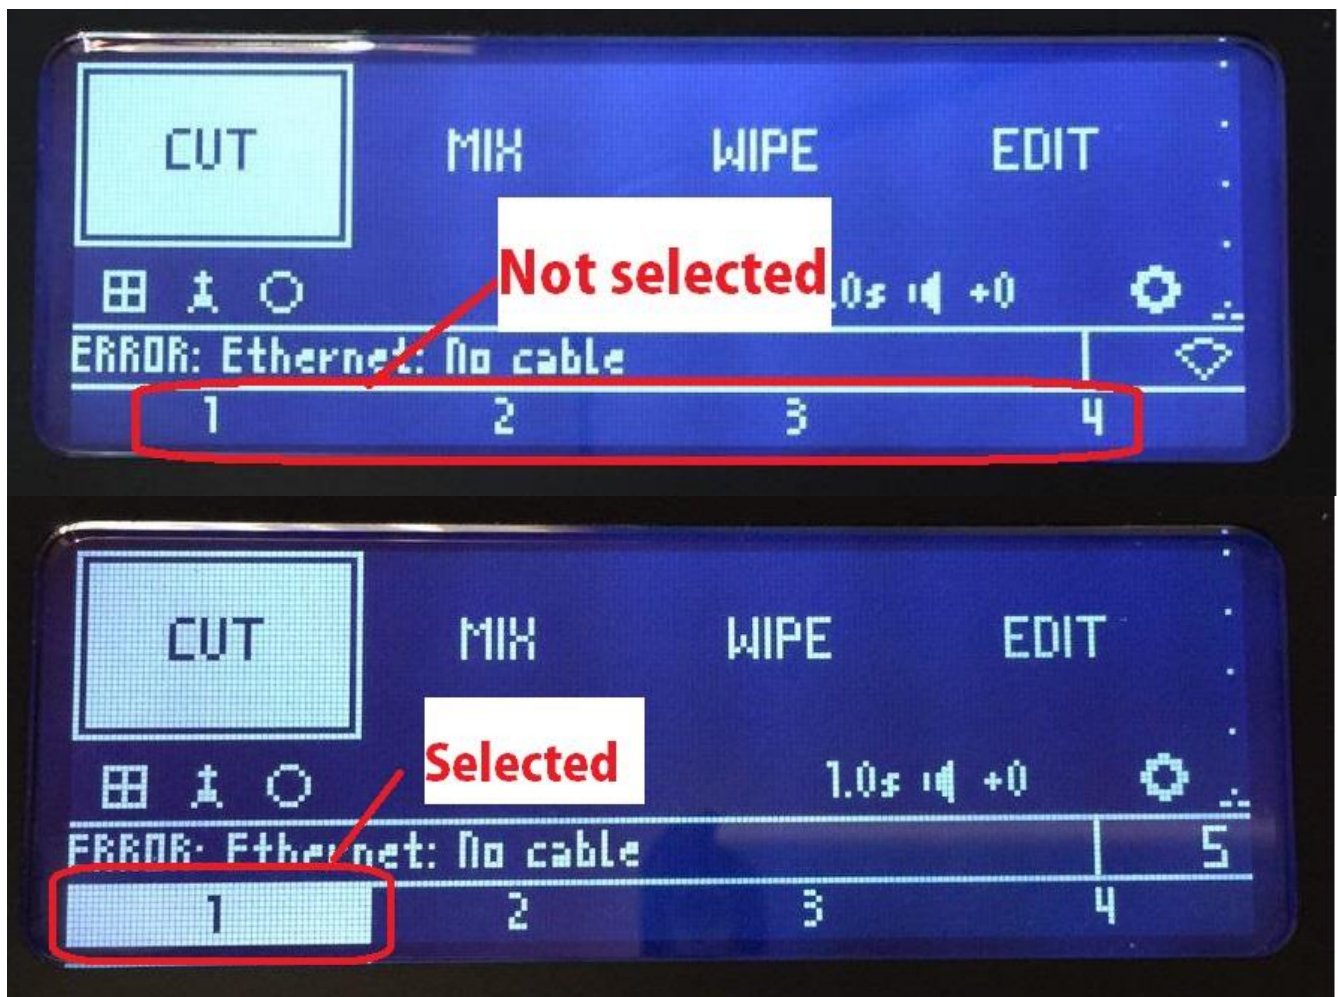 CUT MIX WIPE EDIT
Not selected
.0s +0
ERROR: Ethernet: No cable
1 2 3 4
CUT MIX WIPE EDIT
Selected
1.0s +0
ERROR: Ethernet: No cable 5
1 2 3 4